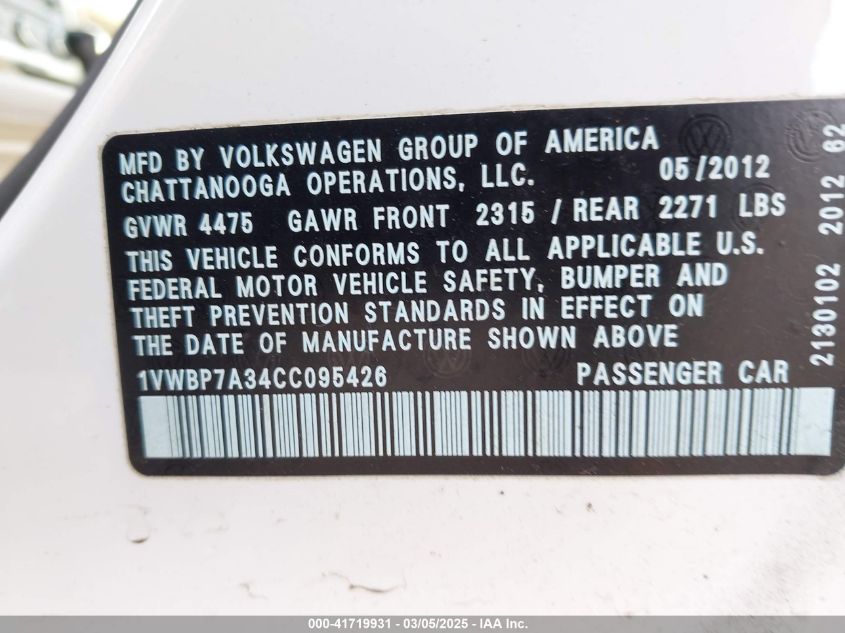 MFD BY VOLKSWAGEN GROUP OF AMERICA
CHATTANOOGA OPERATIONS, LLC. 05/2012
GVWR 4475 GAWR FRONT 2315 / REAR 2271 LBS
THIS VEHICLE CONFORMS TO ALL APPLICABLE U.S.
FEDERAL MOTOR VEHICLE SAFETY, BUMPER AND
THEFT PREVENTION STANDARDS IN EFFECT ON
THE DATE OF MANUFACTURE SHOWN ABOVE
1VWBP7A34CC095426 PASSENGER CAR
2130102 2012 62
000-41719931 - 03/05/2025 - IAA Inc.